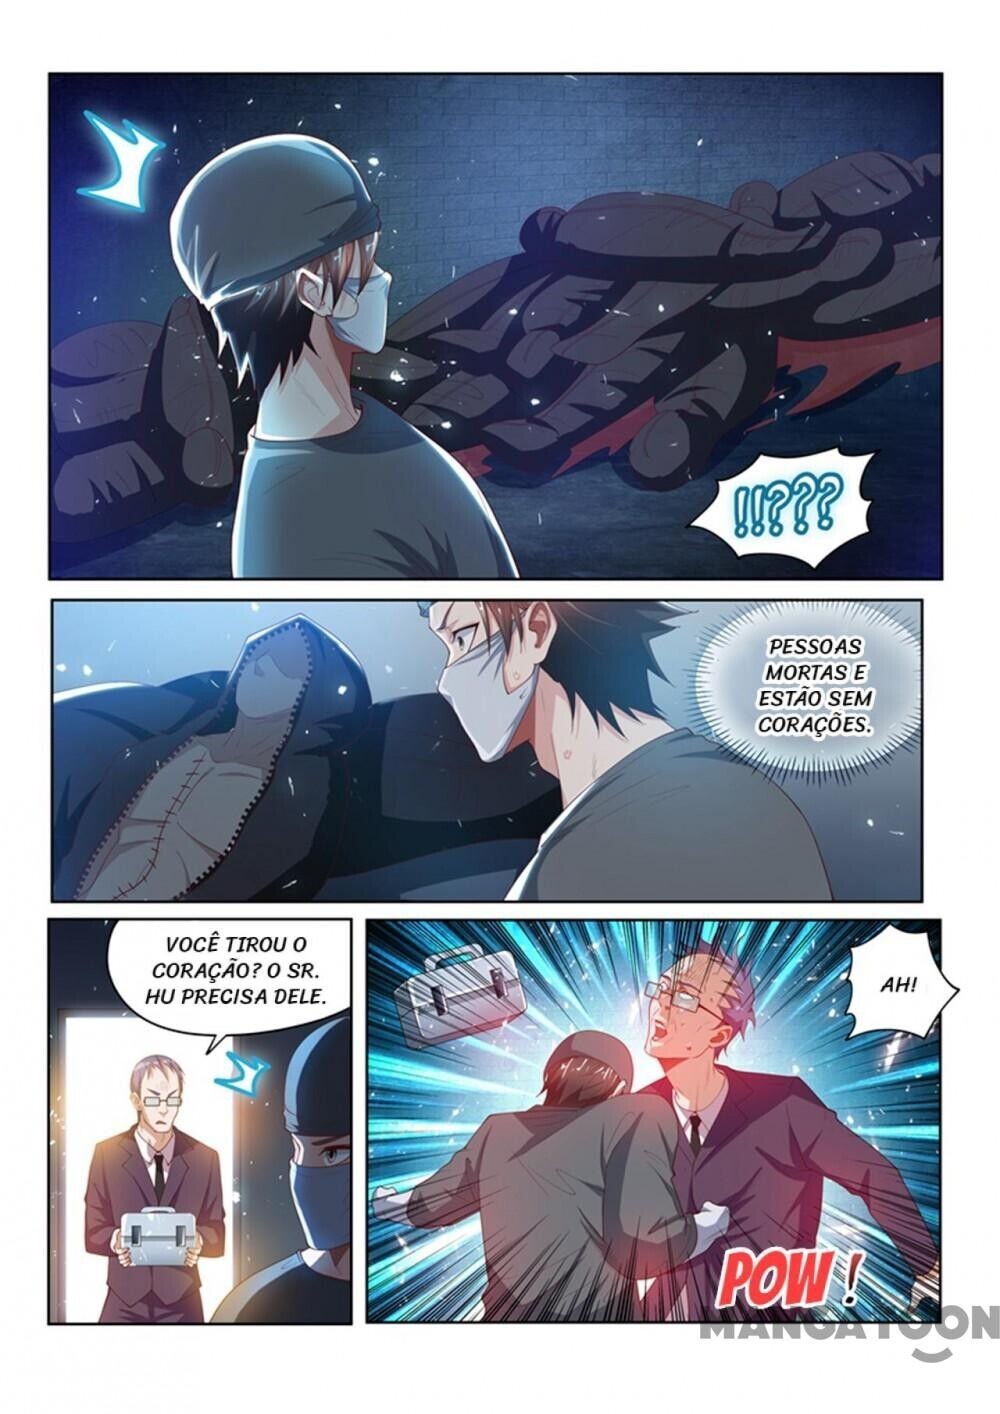 !!???
PESSOAS
MORTAS E
ESTÃO SEM
CORAÇÕES.
VOCÊ TIROU O
CORAÇÃO? O SR.
HU PRECISA DELE.
AH!
POW!
MANGATOON